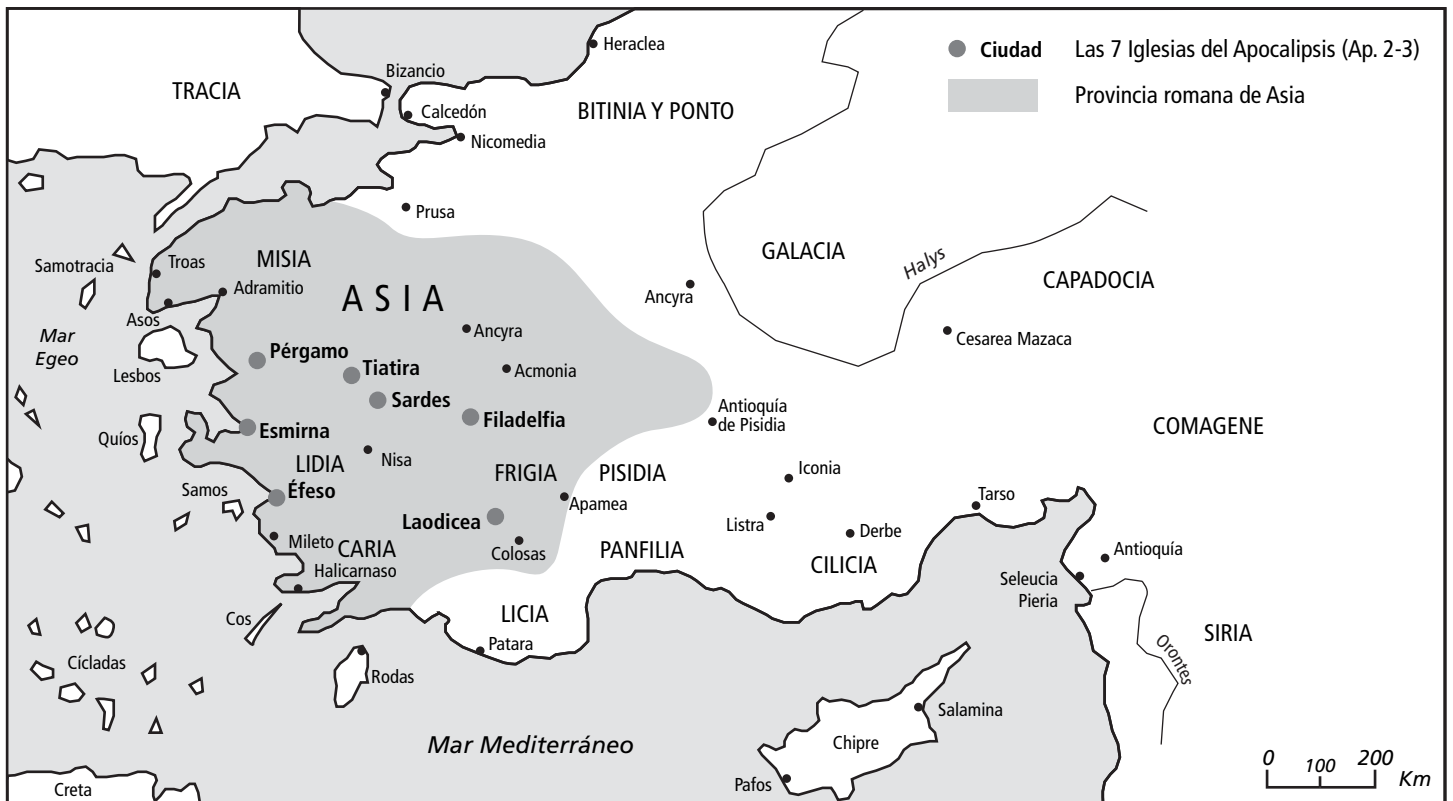 Heraclea
Ciudad Las 7 Iglesias del Apocalipsis (Ap. 2-3)
Bizancio
TRACIA
Provincia romana de Asia
Calcedón
BITINIA Y PONTO
Nicomedia
Prusa
GALACIA
MISIA
Troas
Samotracia
Halys
CAPADOCIA
Adramitio
ASIA
Ancyra
Asos
Mar
Egeo
Ancyra
Cesarea Mazaca
Pérgamo
Tiatira
Acmonia
Lesbos
Sardes
Antioquía
de Pisidia
Filadelfia
COMAGENE
Quíos
Esmirna
Nisa
LIDIA
FRIGIA
PISIDIA
Iconia
Samos
Éfeso
Tarso
Apamea
Laodicea
Listra
Derbe
Mileto
CARIA
Colosas
PANFILIA
Antioquía
CILICIA
Halicarnaso
Seleucia
Pieria
LICIA
Cos
SIRIA
Patara
Orontes
Cícladas
Rodas
Salamina
Mar Mediterráneo
Chipre
0 100 200
Km
Pafos
Creta